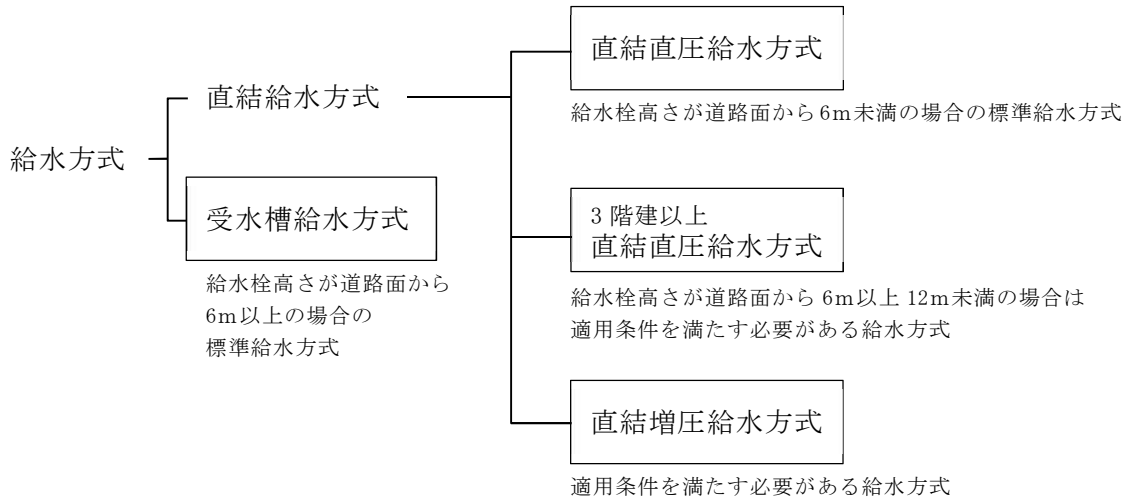 給水方式
直結給水方式
受水槽給水方式
給水栓高さが道路面から
6m以上の場合の
標準給水方式
直結直圧給水方式
給水栓高さが道路面から6m未満の場合の標準給水方式
3階建以上
直結直圧給水方式
給水栓高さが道路面から 6m以上 12m未満の場合は
適用条件を満たす必要がある給水方式
直結増圧給水方式
適用条件を満たす必要がある給水方式